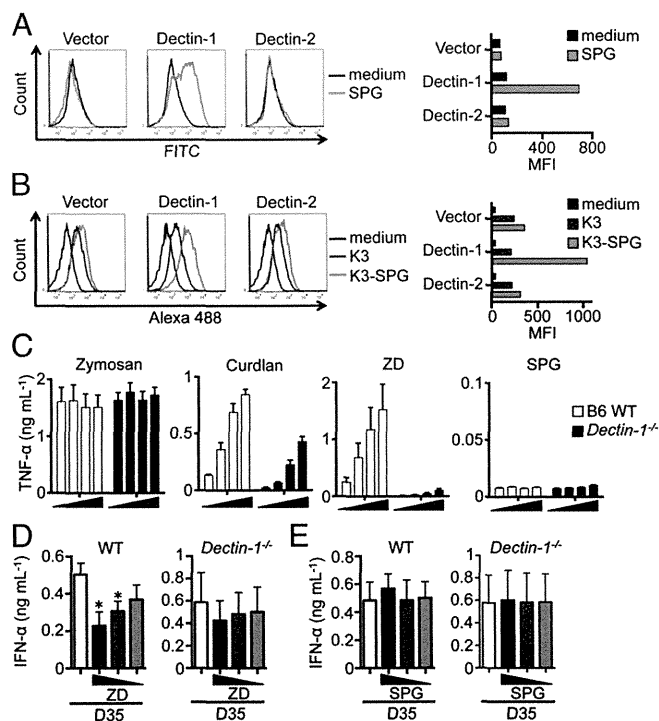 A
Vector
Dectin-1
Dectin-2
Count
medium
SPG
FITC
medium
SPG
Vector
Dectin-1
Dectin-2
0 400 800
MFI
B
Vector
Dectin-1
Dectin-2
Count
medium
K3
K3-SPG
Alexa 488
medium
K3
K3-SPG
Vector
Dectin-1
Dectin-2
0 500 1000
MFI
C
Zymosan
Curdlan
ZD
SPG
TNF-α (ng mL⁻¹)
2
1
0
1
0.5
0
2
1
0
0.1
0.05
0
B6 WT
Dectin-1⁻/⁻
D
WT
Dectin-1⁻/⁻
IFN-α (ng mL⁻¹)
0.6
0.4
0.2
0
* *
1
0.8
0.6
0.4
0.2
0
ZD
D35
ZD
D35
E
WT
Dectin-1⁻/⁻
IFN-α (ng mL⁻¹)
0.8
0.6
0.4
0.2
0
1
0.8
0.6
0.4
0.2
0
SPG
D35
SPG
D35